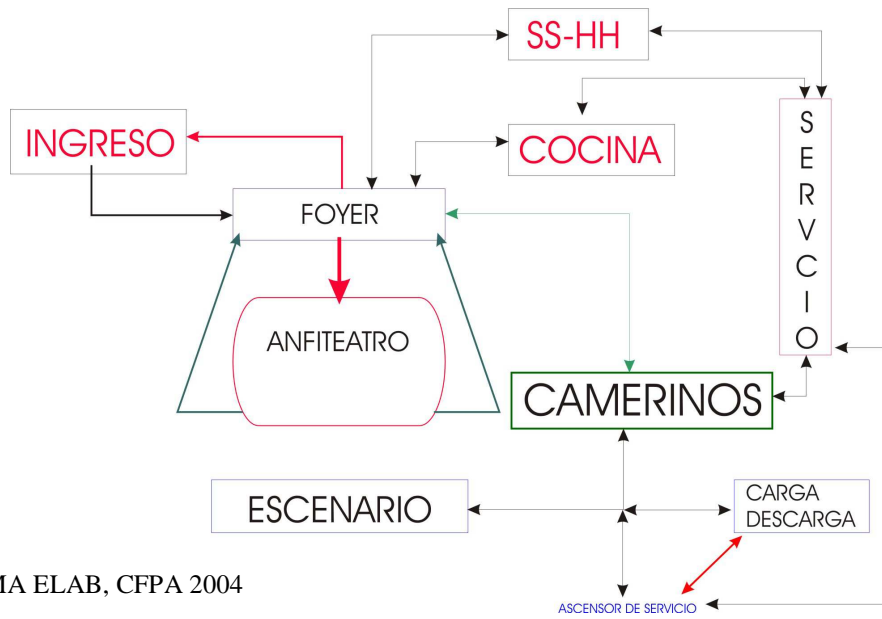 SS-HH
INGRESO
COCINA
S
E
R
V
C
I
O
FOYER
ANFITEATRO
CAMERINOS
ESCENARIO
CARGA
DESCARGA
MA ELAB, CFPA 2004
ASCENSOR DE SERVICIO